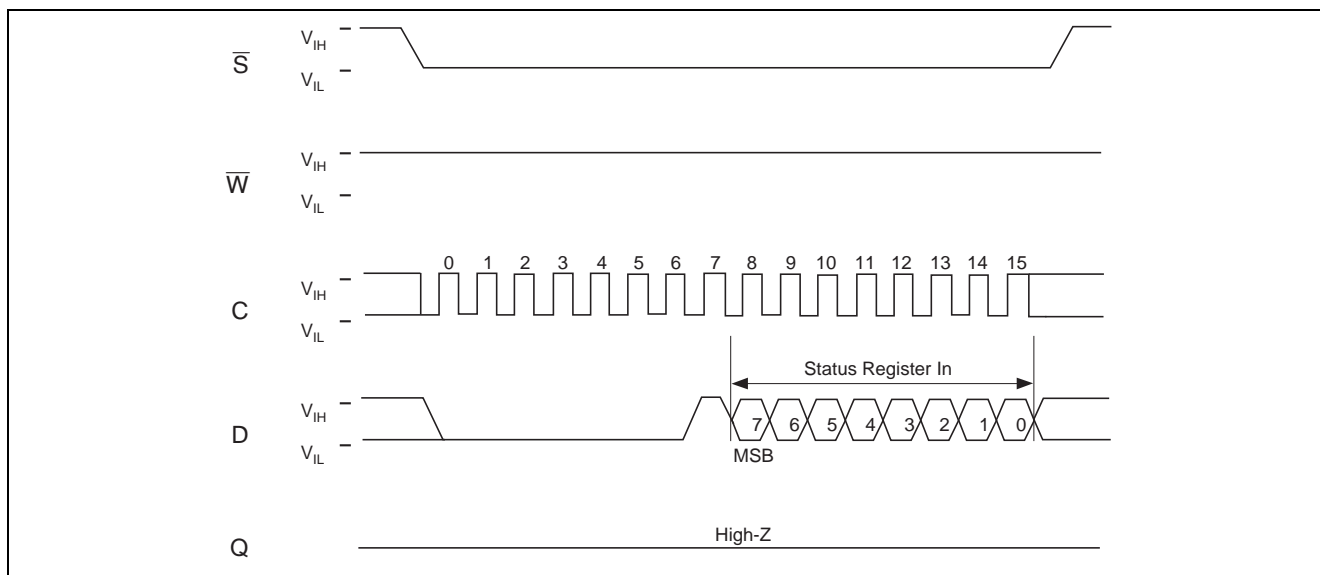 S̅
V_IH
V_IL
W̅
V_IH
V_IL
C
V_IH
V_IL
0 1 2 3 4 5 6 7 8 9 10 11 12 13 14 15
Status Register In
D
V_IH
V_IL
7 6 5 4 3 2 1 0
MSB
Q
High-Z